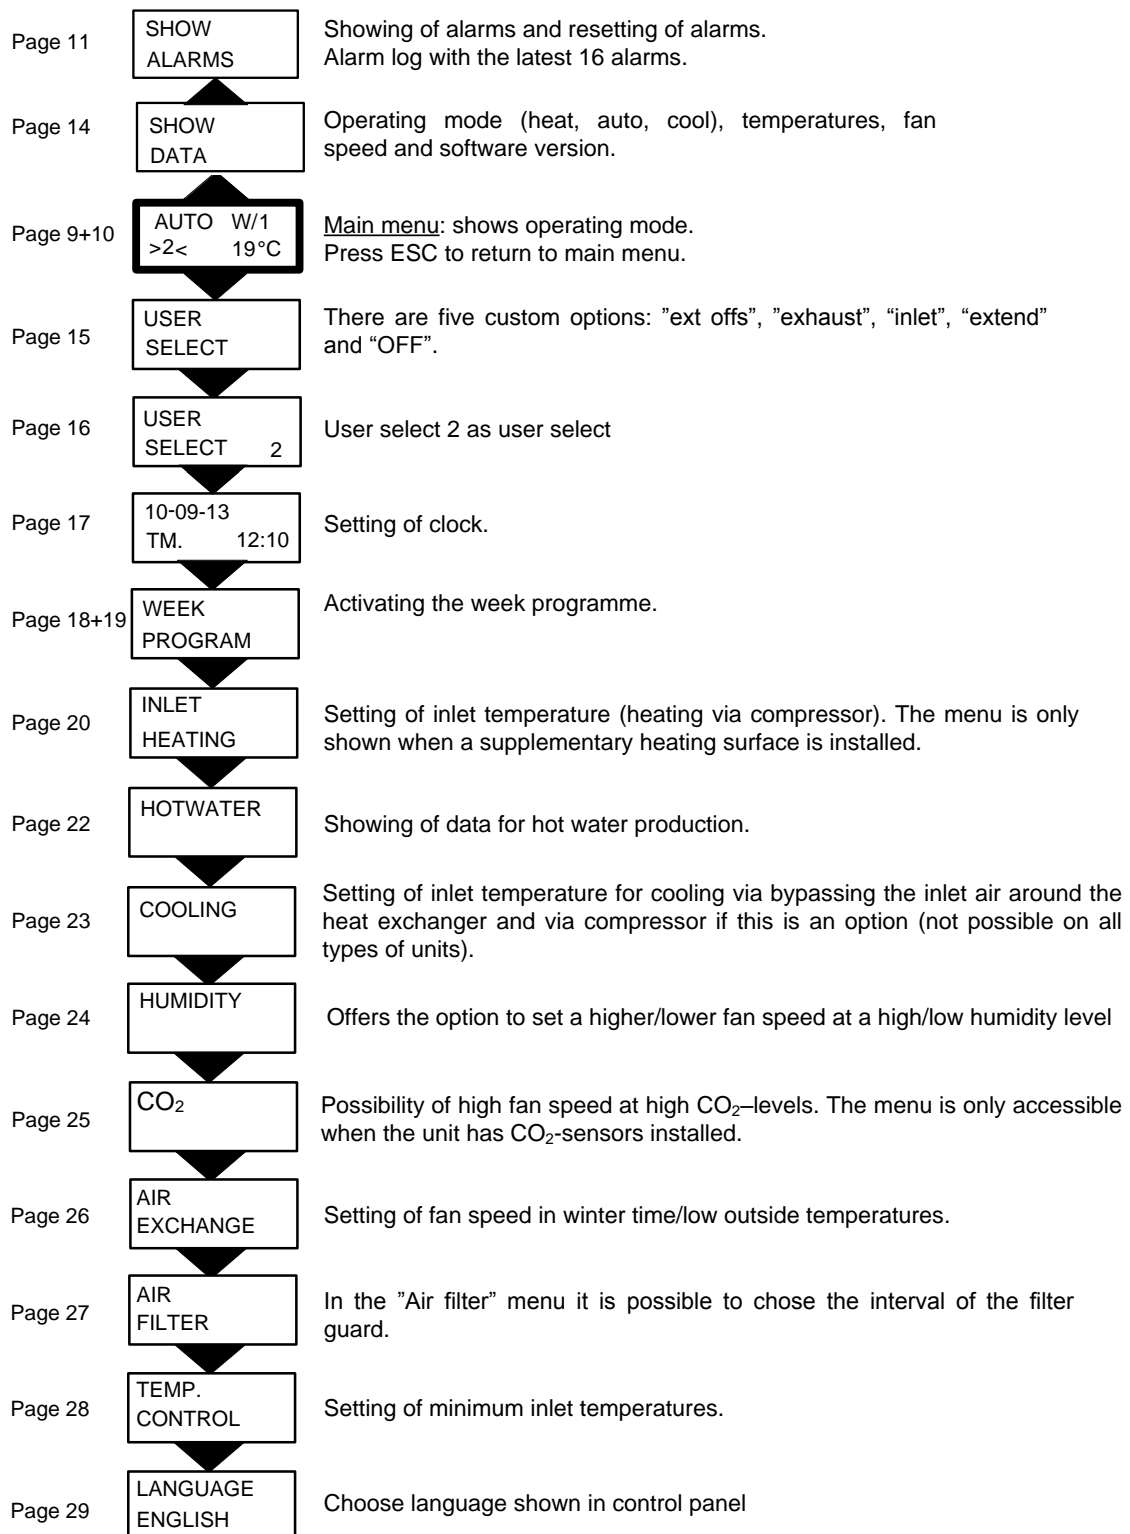 Page 11
SHOW
ALARMS
Showing of alarms and resetting of alarms.
Alarm log with the latest 16 alarms.
Page 14
SHOW
DATA
Operating mode (heat, auto, cool), temperatures, fan
speed and software version.
Page 9+10
AUTO W/1
>2< 19°C
Main menu: shows operating mode.
Press ESC to return to main menu.
Page 15
USER
SELECT
There are five custom options: ”ext offs”, ”exhaust”, “inlet”, “extend”
and “OFF”.
Page 16
USER
SELECT 2
User select 2 as user select
Page 17
10-09-13
TM. 12:10
Setting of clock.
Page 18+19
WEEK
PROGRAM
Activating the week programme.
Page 20
INLET
HEATING
Setting of inlet temperature (heating via compressor). The menu is only
shown when a supplementary heating surface is installed.
Page 22
HOTWATER
Showing of data for hot water production.
Page 23
COOLING
Setting of inlet temperature for cooling via bypassing the inlet air around the
heat exchanger and via compressor if this is an option (not possible on all
types of units).
Page 24
HUMIDITY
Offers the option to set a higher/lower fan speed at a high/low humidity level
Page 25
CO₂
Possibility of high fan speed at high CO₂–levels. The menu is only accessible
when the unit has CO₂-sensors installed.
Page 26
AIR
EXCHANGE
Setting of fan speed in winter time/low outside temperatures.
Page 27
AIR
FILTER
In the ”Air filter” menu it is possible to chose the interval of the filter
guard.
Page 28
TEMP.
CONTROL
Setting of minimum inlet temperatures.
Page 29
LANGUAGE
ENGLISH
Choose language shown in control panel